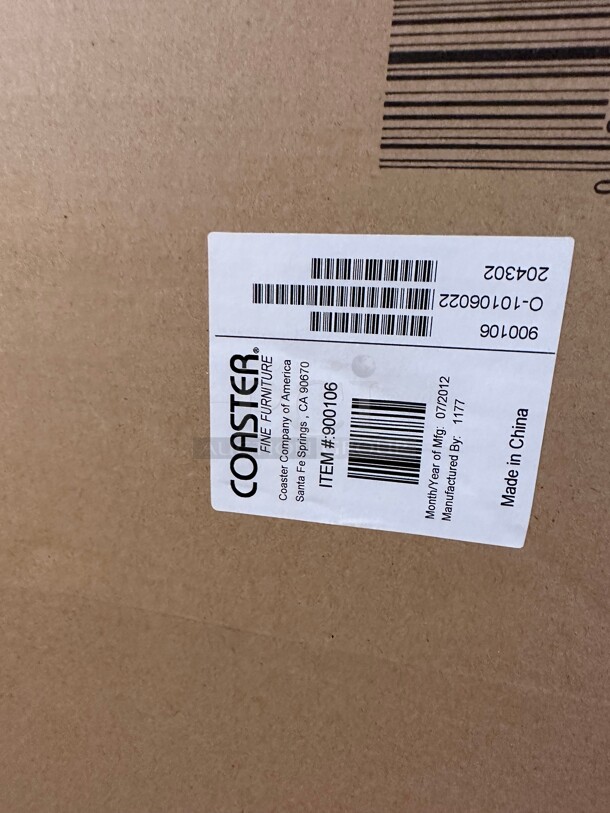 COASTER®
FINE FURNITURE
Coaster Company of America
Santa Fe Springs , CA 90670
ITEM #:900106
Month/Year of Mfg: 07/2012
Manufactured By: 1177
Made in China
900106
O-10106022
204302
0